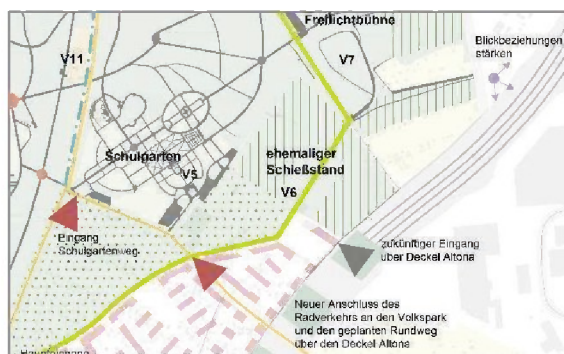 Freilichtbühne
V11
V7
Blickbeziehungen
stärken
Schulgarten
V5
ehemaliger
Schießstand
V6
Eingang
Schulgartenweg
zukünftiger Eingang
über Deckel Altona
Neuer Anschluss des
Radverkehrs an den Volkspark
und den geplanten Rundweg
über den Deckel Altona